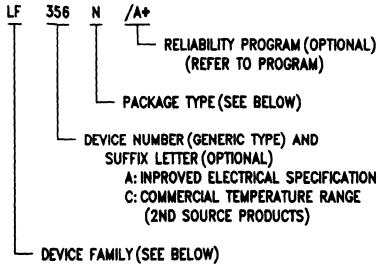 LF 356 N /A+
RELIABILITY PROGRAM (OPTIONAL)
(REFER TO PROGRAM)
PACKAGE TYPE (SEE BELOW)
DEVICE NUMBER (GENERIC TYPE) AND
SUFFIX LETTER (OPTIONAL)
A: INPROVED ELECTRICAL SPECIFICATION
C: COMMERCIAL TEMPERATURE RANGE
(2ND SOURCE PRODUCTS)
DEVICE FAMILY (SEE BELOW)